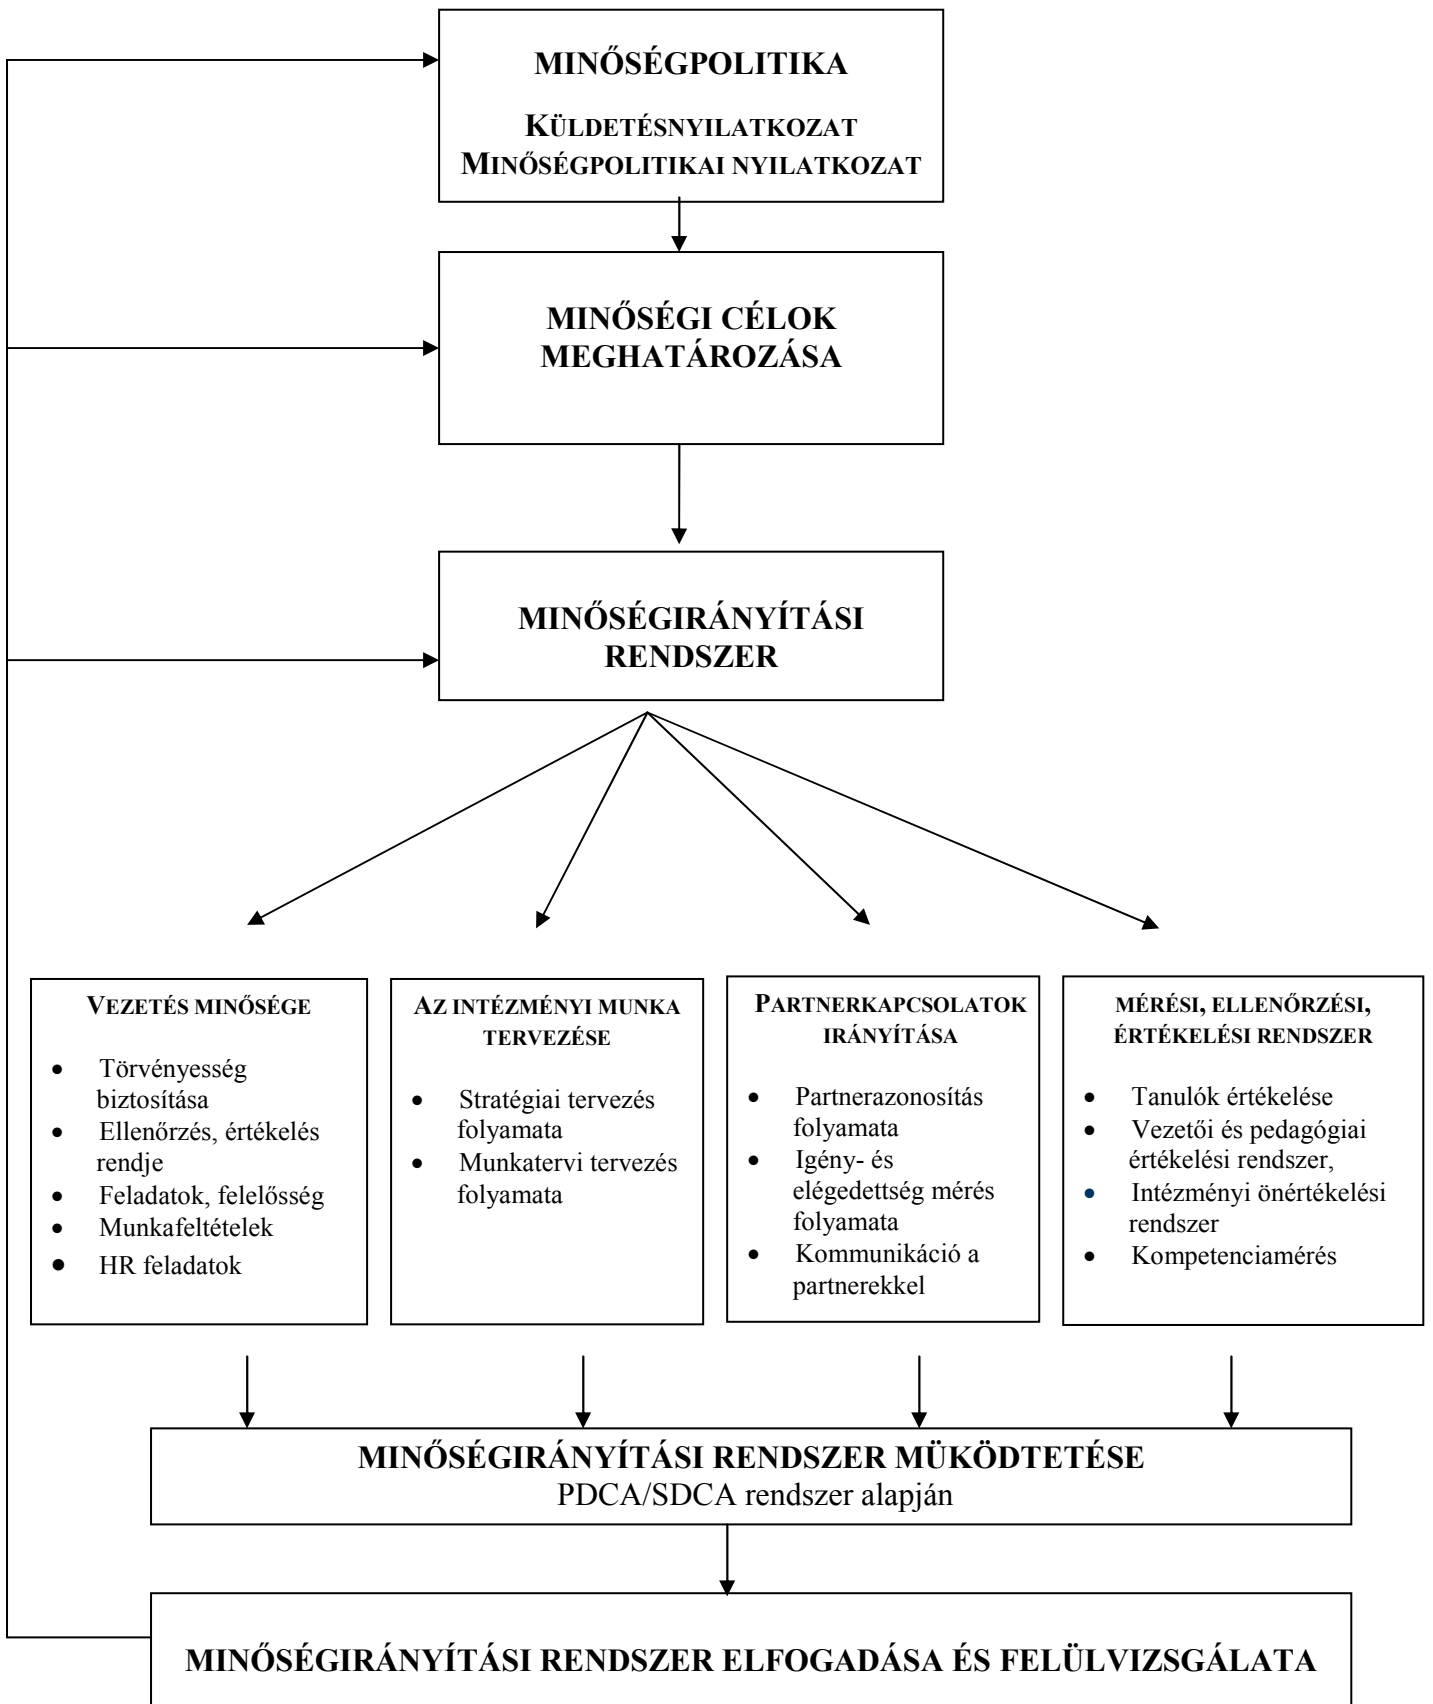 MINŐSÉGPOLITIKA
KÜLDETÉSNYILATKOZAT
MINŐSÉGPOLITIKAI NYILATKOZAT
MINŐSÉGI CÉLOK
MEGHATÁROZÁSA
MINŐSÉGIRÁNYÍTÁSI
RENDSZER
VEZETÉS MINŐSÉGE
• Törvényesség
biztosítása
• Ellenőrzés, értékelés
rendje
• Feladatok, felelősség
• Munkafeltételek
• HR feladatok
AZ INTÉZMÉNYI MUNKA
TERVEZÉSE
• Stratégiai tervezés
folyamata
• Munkatervi tervezés
folyamata
PARTNERKAPCSOLATOK
IRÁNYÍTÁSA
• Partnerazonosítás
folyamata
• Igény- és
elégedettség mérés
folyamata
• Kommunikáció a
partnerekkel
MÉRÉSI, ELLENŐRZÉSI,
ÉRTÉKELÉSI RENDSZER
• Tanulók értékelése
• Vezetői és pedagógiai
értékelési rendszer,
• Intézményi önértékelési
rendszer
• Kompetenciamérés
MINŐSÉGIRÁNYÍTÁSI RENDSZER MÜKÖDTETÉSE
PDCA/SDCA rendszer alapján
MINŐSÉGIRÁNYÍTÁSI RENDSZER ELFOGADÁSA ÉS FELÜLVIZSGÁLATA